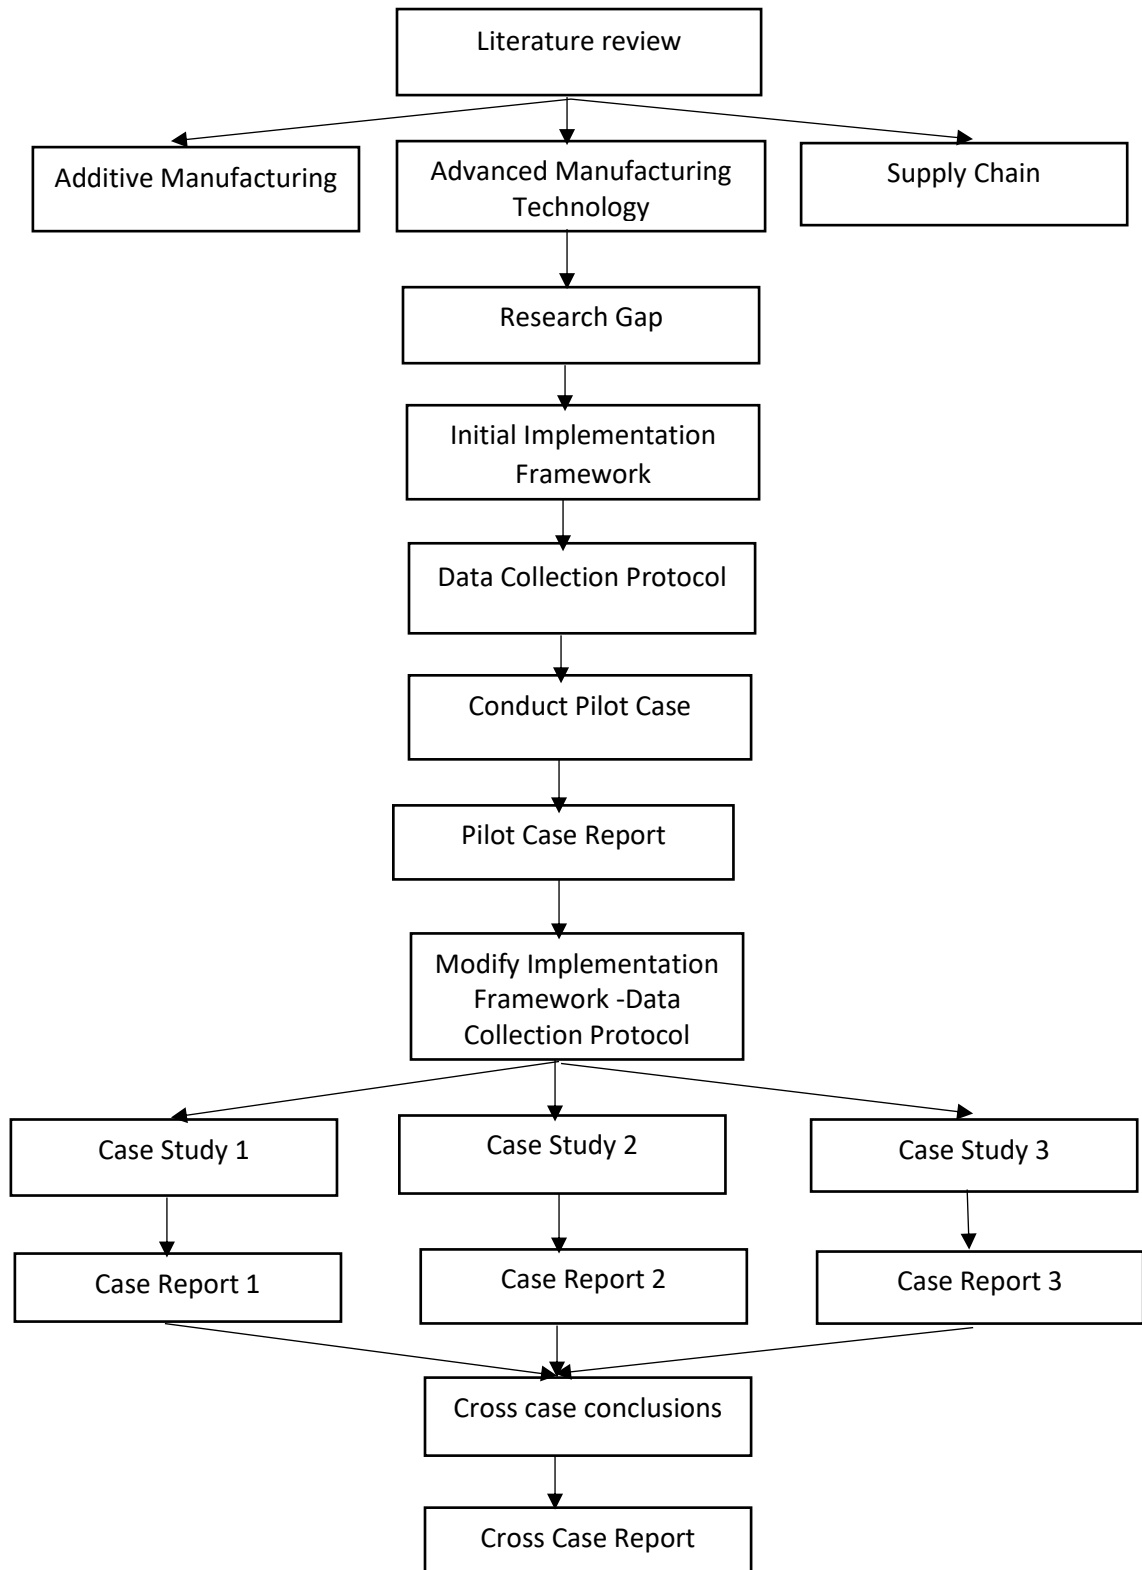 Literature review
Additive Manufacturing
Advanced Manufacturing
Technology
Supply Chain
Research Gap
Initial Implementation
Framework
Data Collection Protocol
Conduct Pilot Case
Pilot Case Report
Modify Implementation
Framework -Data
Collection Protocol
Case Study 1
Case Study 2
Case Study 3
Case Report 1
Case Report 2
Case Report 3
Cross case conclusions
Cross Case Report